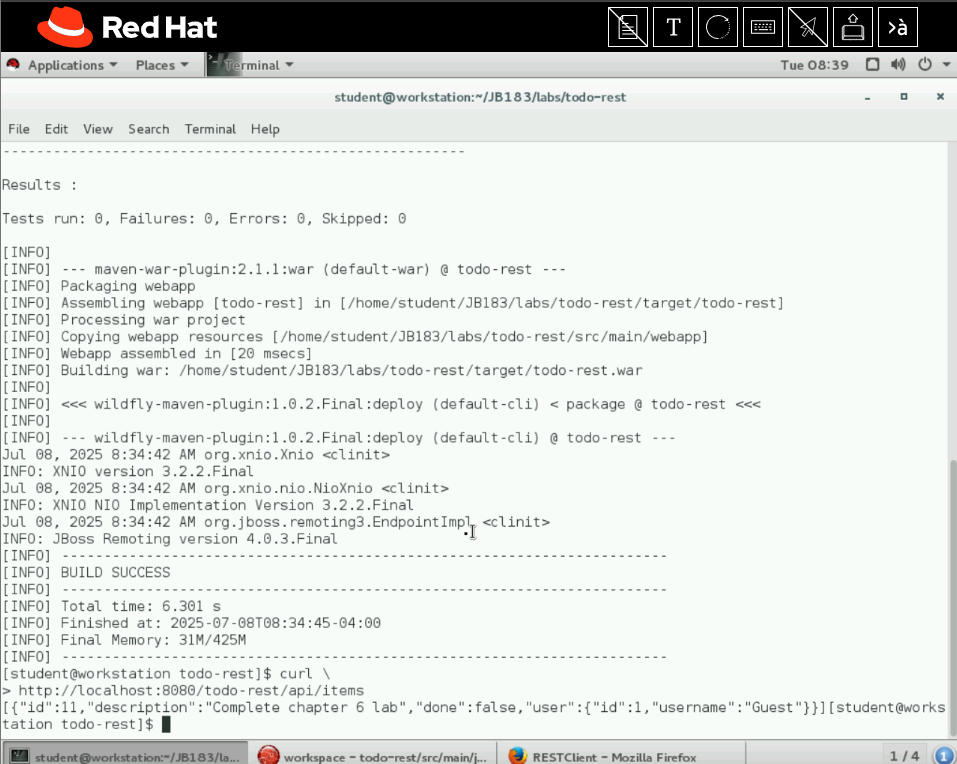 Red Hat
T
>à
Applications Places Terminal Tue 08:39
student@workstation:~/JB183/labs/todo-rest
File Edit View Search Terminal Help
-------------------------------------------------------
Results :
Tests run: 0, Failures: 0, Errors: 0, Skipped: 0
[INFO]
[INFO] --- maven-war-plugin:2.1.1:war (default-war) @ todo-rest ---
[INFO] Packaging webapp
[INFO] Assembling webapp [todo-rest] in [/home/student/JB183/labs/todo-rest/target/todo-rest]
[INFO] Processing war project
[INFO] Copying webapp resources [/home/student/JB183/labs/todo-rest/src/main/webapp]
[INFO] Webapp assembled in [20 msecs]
[INFO] Building war: /home/student/JB183/labs/todo-rest/target/todo-rest.war
[INFO]
[INFO] <<< wildfly-maven-plugin:1.0.2.Final:deploy (default-cli) < package @ todo-rest <<<
[INFO]
[INFO] --- wildfly-maven-plugin:1.0.2.Final:deploy (default-cli) @ todo-rest ---
Jul 08, 2025 8:34:42 AM org.xnio.Xnio <clinit>
INFO: XNIO version 3.2.2.Final
Jul 08, 2025 8:34:42 AM org.xnio.nio.NioXnio <clinit>
INFO: XNIO NIO Implementation Version 3.2.2.Final
Jul 08, 2025 8:34:42 AM org.jboss.remoting3.EndpointImpl <clinit>
INFO: JBoss Remoting version 4.0.3.Final
[INFO] ------------------------------------------------------------------------
[INFO] BUILD SUCCESS
[INFO] ------------------------------------------------------------------------
[INFO] Total time: 6.301 s
[INFO] Finished at: 2025-07-08T08:34:45-04:00
[INFO] Final Memory: 31M/425M
[INFO] ------------------------------------------------------------------------
[student@workstation todo-rest]$ curl \
> http://localhost:8080/todo-rest/api/items
[{"id":11,"description":"Complete chapter 6 lab","done":false,"user":{"id":1,"username":"Guest"}}][student@works
tation todo-rest]$
student@workstation:~/JB183/la... workspace - todo-rest/src/main/j... RESTClient - Mozilla Firefox 1 / 4 1